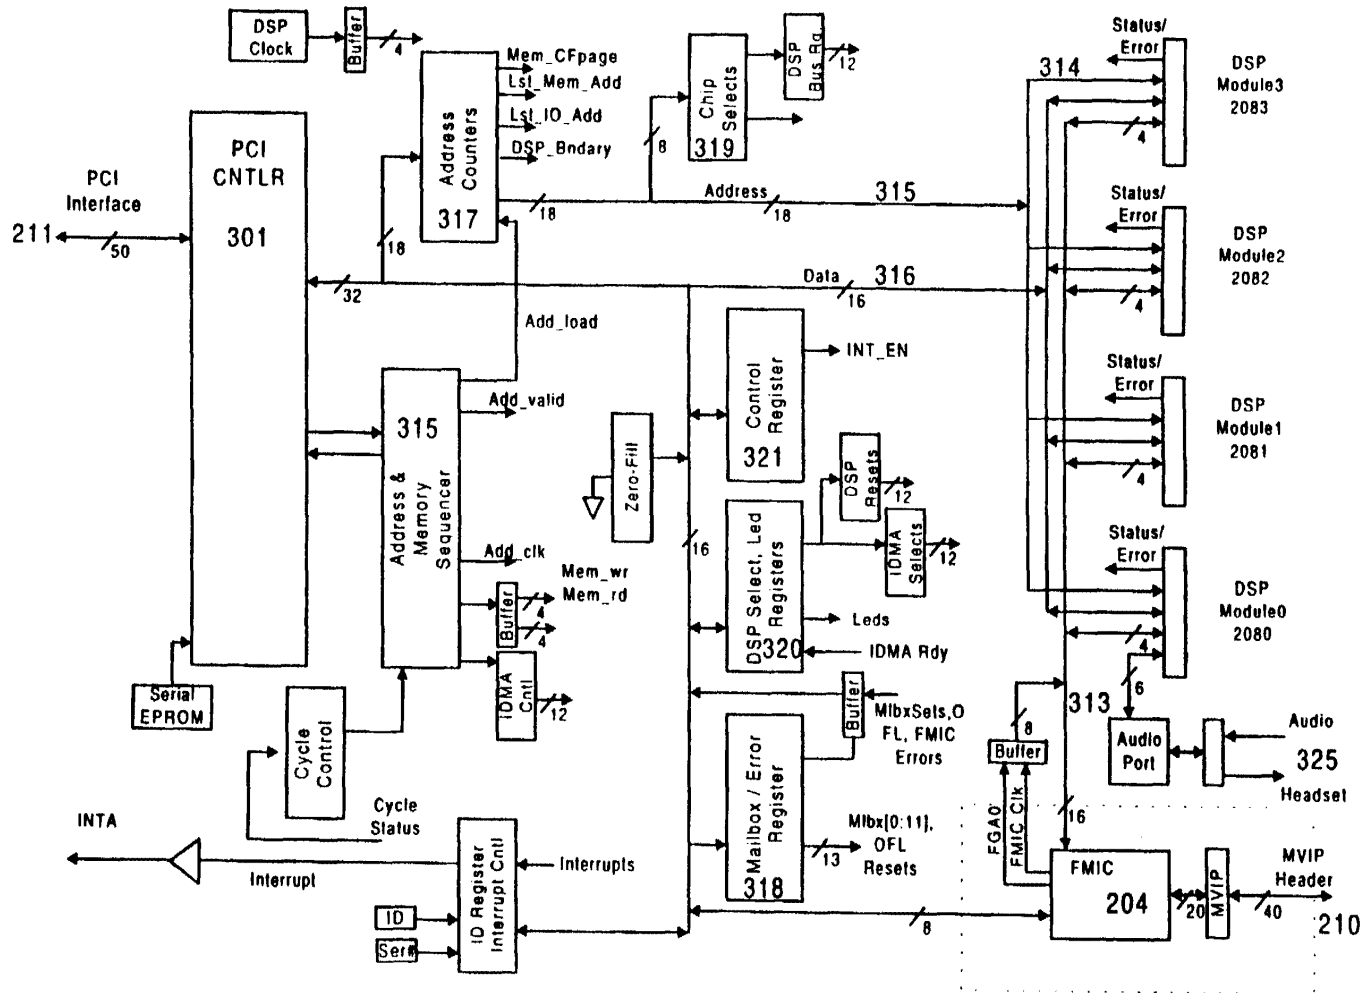 DSP
Clock
Buffer
4
Mem_CFpage
Lst_Mem_Add
Lst_IO_Add
DSP_Bndary
Address
Counters
317
Chip
Selects
319
8
DSP
Bus Rq
12
Status/
Error
314
4
DSP
Module3
2083
PCI
CNTLR
301
PCI
Interface
211
50
18
18
Address
18
315
Status/
Error
4
DSP
Module2
2082
32
Data
16
316
Add_load
Control
Register
321
INT_EN
Status/
Error
4
DSP
Module1
2081
315
Address &
Memory
Sequencer
Add_valid
Add_clk
Mem_wr
Mem_rd
Buffer
4
4
IDMA
Cntl
12
Zero-Fill
16
DSP Select, Led
Registers
320
DSP
Resets
12
IDMA
Selects
12
Leds
IDMA Rdy
Status/
Error
4
DSP
Module0
2080
6
Serial
EPROM
Cycle
Control
Cycle
Status
Buffer
MlbxSets,O
FL, FMIC
Errors
Mailbox / Error
Register
318
Mlbx[0:11],
OFL
Resets
13
8
Buffer
313
Audio
Port
Audio
325
Headset
INTA
Interrupt
ID Register
Interrupt Cntl
Interrupts
ID
Ser#
FGA0
FMIC Clk
16
FMIC
204
20
MVIP
40
MVIP
Header
210
8